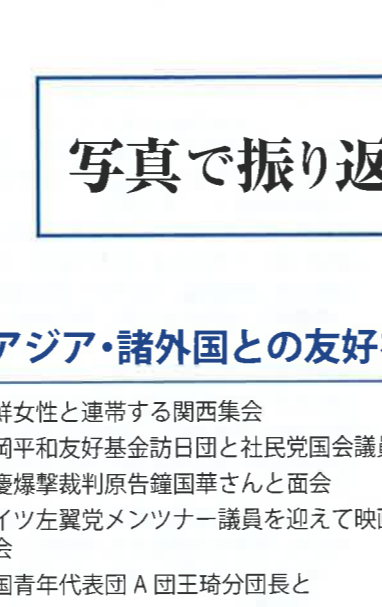 写真で振り返
アジア・諸外国との友好
鮮女性と連帯する関西集会
岡平和友好基金訪日団と社民党国会議員
慶爆撃裁判原告鐘国華さんと面会
イツ左翼党メンツナー議員を迎えて映画
会
国青年代表団 A 団王琦分団長と